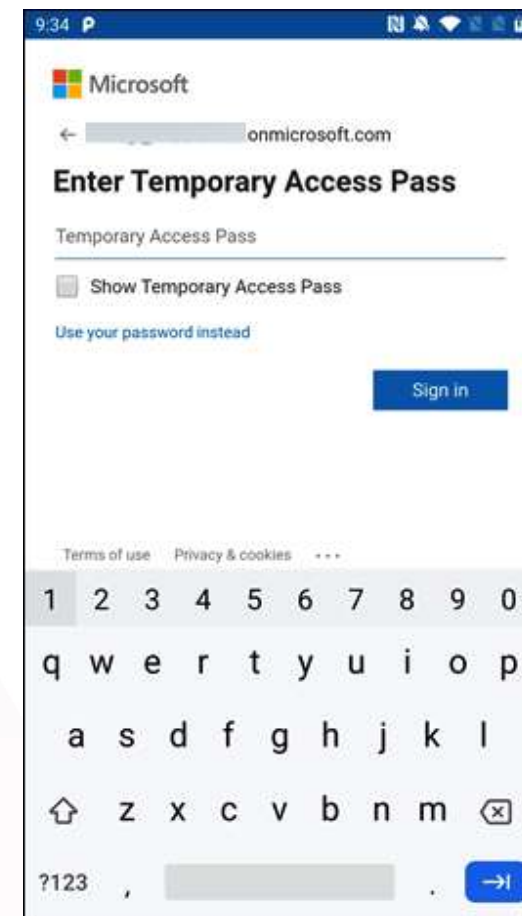 9:34
Microsoft
onmicrosoft.com
Enter Temporary Access Pass
Temporary Access Pass
Show Temporary Access Pass
Use your password instead
Sign in
Terms of use Privacy & cookies ...
1 2 3 4 5 6 7 8 9 0
q w e r t y u i o p
a s d f g h j k l
z x c v b n m
?123 , .